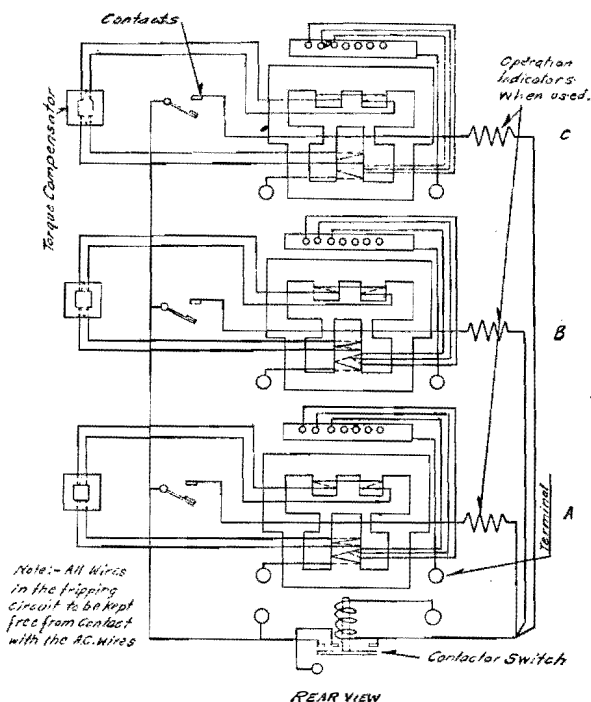 Contacts
Operation
Indicators
When used.
Torque Compensator
C
B
A
Terminal
Note:- All Wires
in the tripping
circuit to be kept
free from Contact
with the A.C. Wires
Contactor Switch
REAR VIEW